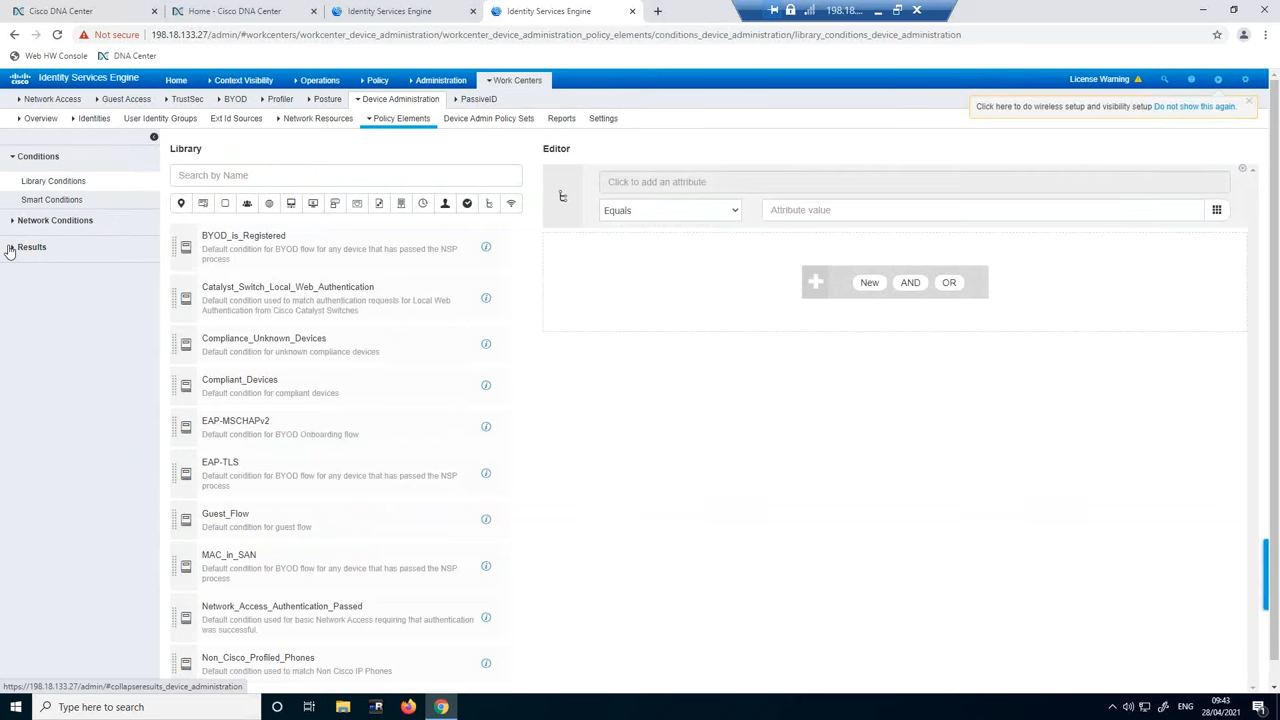 Cisco DNA Center
Home - Cisco DNA Center
Identity Services Engine
Identity Services Engine
198.18....
Not secure
198.18.133.27/admin/#workcenters/workcenter_device_administration/workcenter_device_administration_policy_elements/conditions_device_administration/library_conditions_device_administration
Web HW Console
DNA Center
cisco
Identity Services Engine
Home
Context Visibility
Operations
Policy
Administration
Work Centers
License Warning
Network Access
Guest Access
TrustSec
BYOD
Profiler
Posture
Device Administration
PassiveID
Click here to do wireless setup and visibility setup Do not show this again.
Overview
Identities
User Identity Groups
Ext Id Sources
Network Resources
Policy Elements
Device Admin Policy Sets
Reports
Settings
Conditions
Library Conditions
Smart Conditions
Network Conditions
Results
Library
Search by Name
BYOD_is_Registered
Default condition for BYOD flow for any device that has passed the NSP
process
Catalyst_Switch_Local_Web_Authentication
Default condition used to match authentication requests for Local Web
Authentication from Cisco Catalyst Switches
Compliance_Unknown_Devices
Default condition for unknown compliance devices
Compliant_Devices
Default condition for compliant devices
EAP-MSCHAPv2
Default condition for BYOD Onboarding flow
EAP-TLS
Default condition for BYOD flow for any device that has passed the NSP
process
Guest_Flow
Default condition for guest flow
MAC_in_SAN
Default condition for BYOD flow for any device that has passed the NSP
process
Network_Access_Authentication_Passed
Default condition used for basic Network Access requiring that authentication
was successful.
Non_Cisco_Profiled_Phones
Default condition used to match Non Cisco IP Phones
Editor
Click to add an attribute
Equals
Attribute value
New
AND
OR
https://198.18.133.27/admin/#collapseresults_device_administration
Type here to search
ENG
09:43
28/04/2021